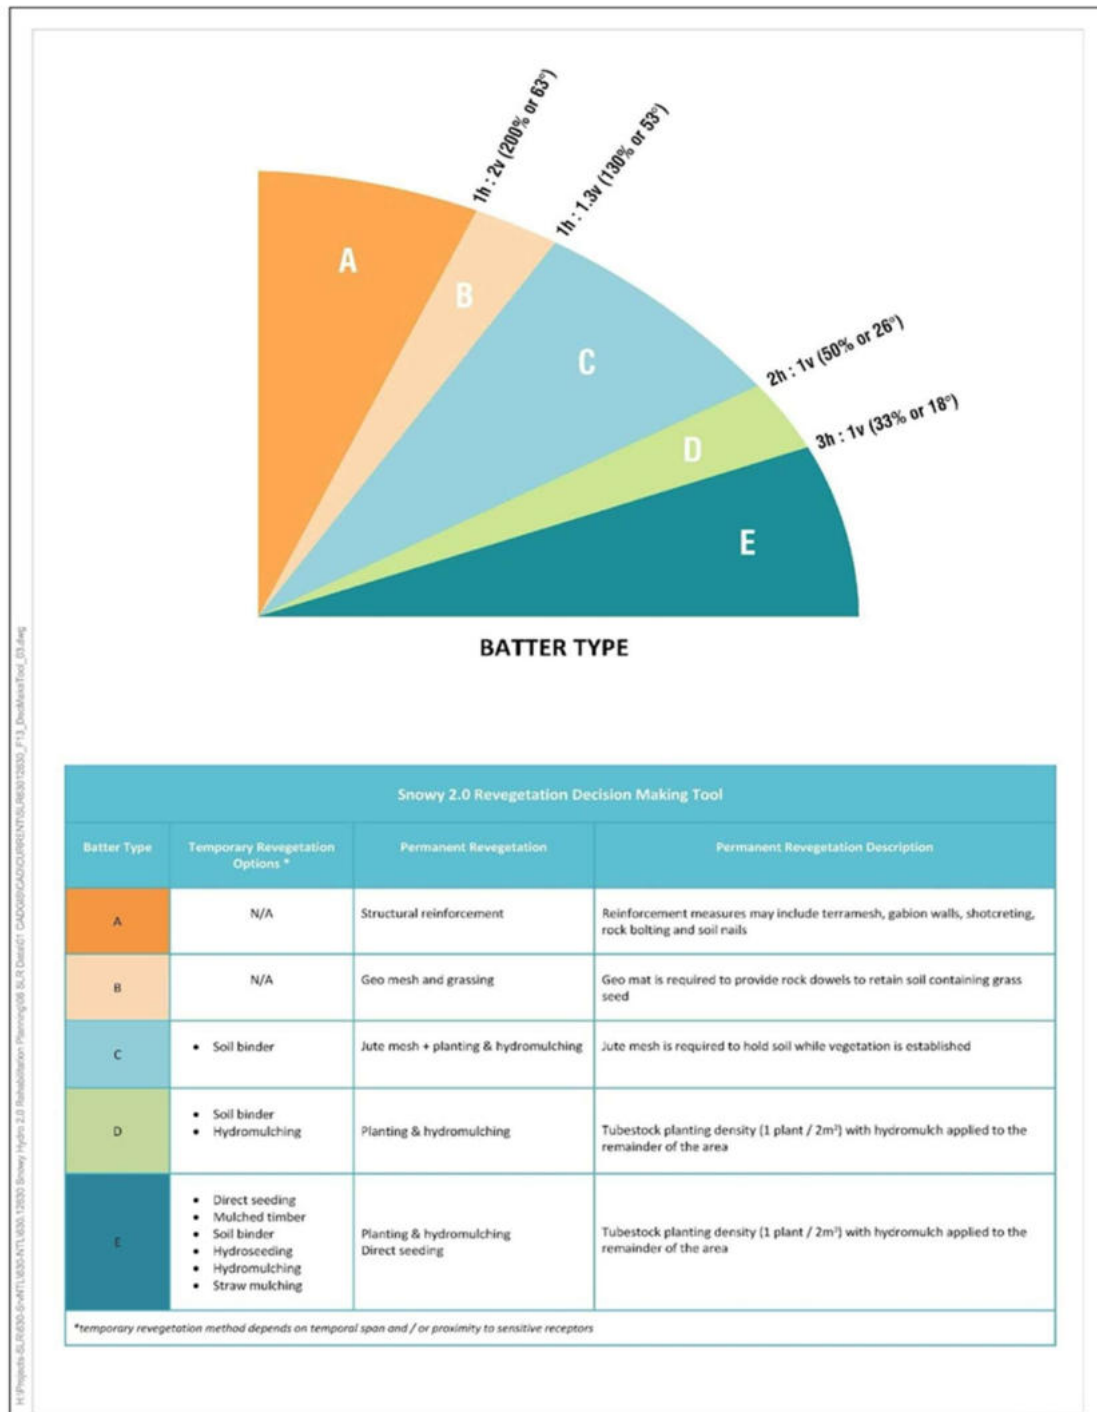 1h : 2v (200% or 63°)
1h : 1.3v (130% or 53°)
A
B
C
2h : 1v (50% or 26°)
D
3h : 1v (33% or 18°)
E
BATTER TYPE
Snowy 2.0 Revegetation Decision Making Tool
Batter Type
Temporary Revegetation
Options *
Permanent Revegetation
Permanent Revegetation Description
A
N/A
Structural reinforcement
Reinforcement measures may include terramesh, gabion walls, shotcreting,
rock bolting and soil nails
B
N/A
Geo mesh and grassing
Geo mat is required to provide rock dowels to retain soil containing grass
seed
C
• Soil binder
Jute mesh + planting & hydromulching
Jute mesh is required to hold soil while vegetation is established
D
• Soil binder
• Hydromulching
Planting & hydromulching
Tubestock planting density (1 plant / 2m²) with hydromulch applied to the
remainder of the area
E
• Direct seeding
• Mulched timber
• Soil binder
• Hydroseeding
• Hydromulching
• Straw mulching
Planting & hydromulching
Direct seeding
Tubestock planting density (1 plant / 2m²) with hydromulch applied to the
remainder of the area
*temporary revegetation method depends on temporal span and / or proximity to sensitive receptors